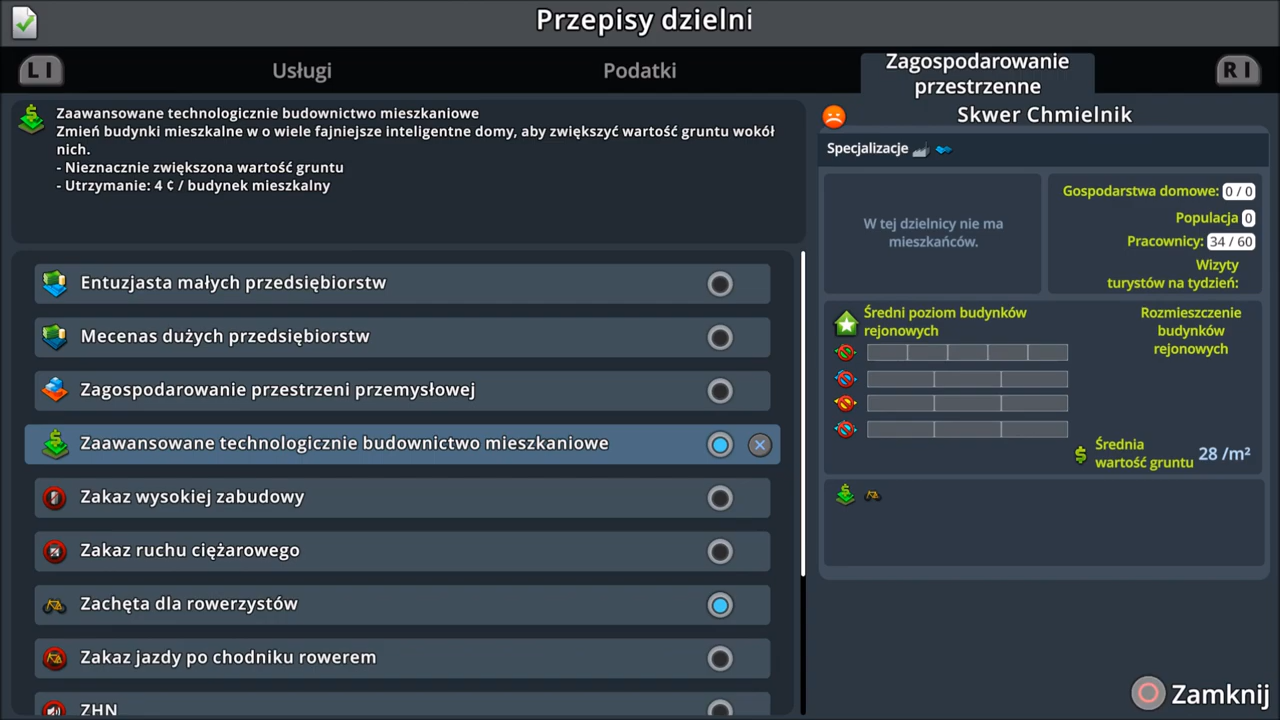 Przepisy dzielni
L1
Usługi
Podatki
Zagospodarowanie
przestrzenne
R1
Zaawansowane technologicznie budownictwo mieszkaniowe
Zmień budynki mieszkalne w o wiele fajniejsze inteligentne domy, aby zwiększyć wartość gruntu wokół
nich.
- Nieznacznie zwiększona wartość gruntu
- Utrzymanie: 4 ¢ / budynek mieszkalny
Entuzjasta małych przedsiębiorstw
Mecenas dużych przedsiębiorstw
Zagospodarowanie przestrzeni przemysłowej
Zaawansowane technologicznie budownictwo mieszkaniowe
Zakaz wysokiej zabudowy
Zakaz ruchu ciężarowego
Zachęta dla rowerzystów
Zakaz jazdy po chodniku rowerem
ZHN
Skwer Chmielnik
Specjalizacje
W tej dzielnicy nie ma
mieszkańców.
Gospodarstwa domowe: 0 / 0
Populacja 0
Pracownicy: 34 / 60
Wizyty
turystów na tydzień:
Średni poziom budynków
rejonowych
Rozmieszczenie
budynków
rejonowych
Średnia
wartość gruntu 28 /m²
Zamknij